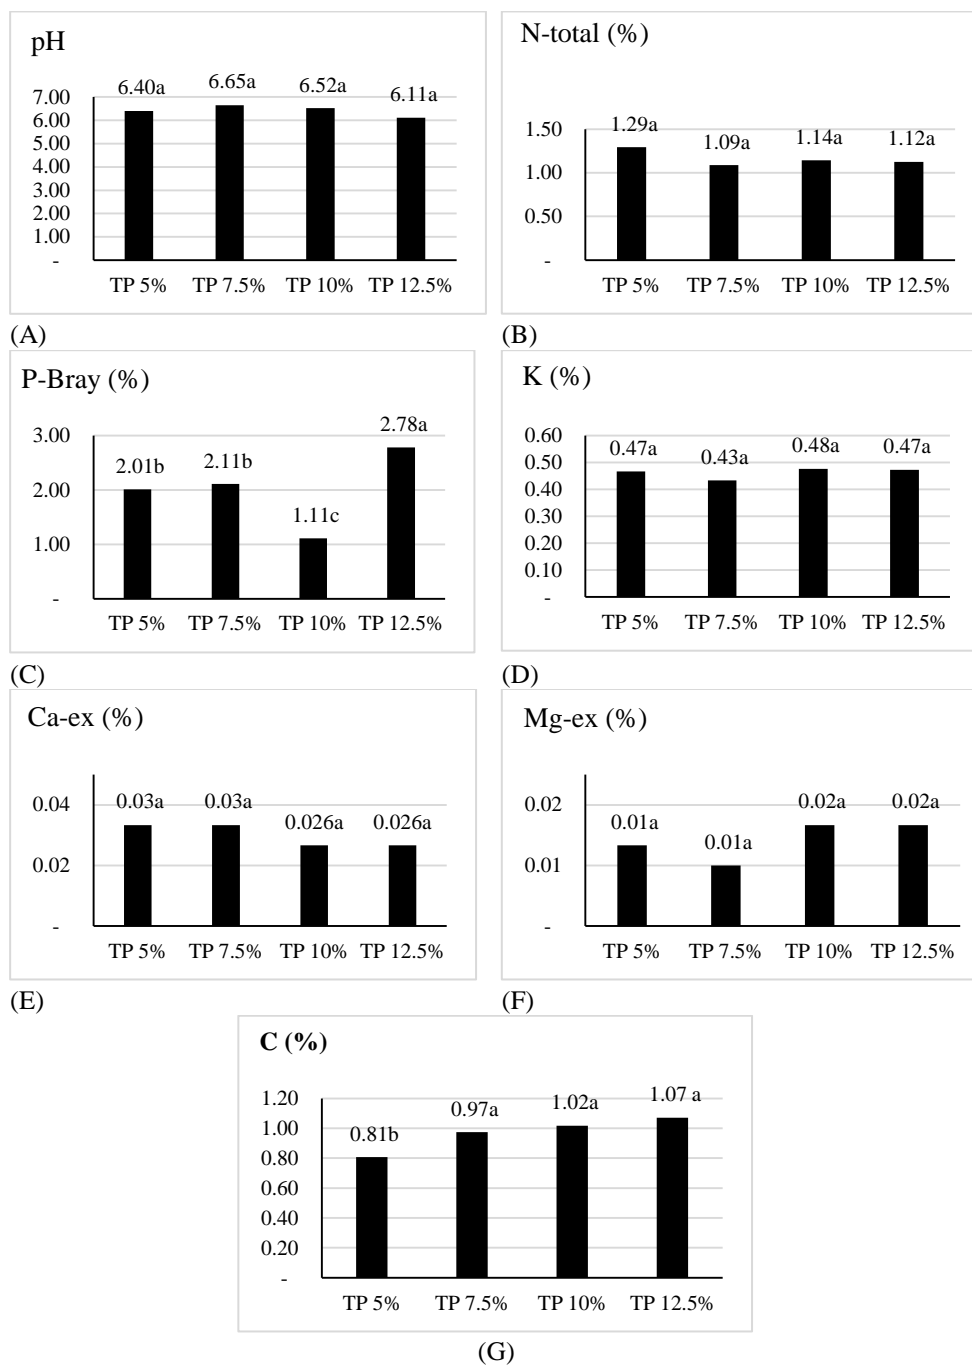 pH
6.40a 6.65a 6.52a 6.11a
7.00
6.00
5.00
4.00
3.00
2.00
1.00
-
TP 5% TP 7.5% TP 10% TP 12.5%
(A)
N-total (%)
1.29a 1.09a 1.14a 1.12a
1.50
1.00
0.50
-
TP 5% TP 7.5% TP 10% TP 12.5%
(B)
P-Bray (%)
2.01b 2.11b 1.11c 2.78a
3.00
2.00
1.00
-
TP 5% TP 7.5% TP 10% TP 12.5%
(C)
K (%)
0.47a 0.43a 0.48a 0.47a
0.60
0.50
0.40
0.30
0.20
0.10
-
TP 5% TP 7.5% TP 10% TP 12.5%
(D)
Ca-ex (%)
0.03a 0.03a 0.026a 0.026a
0.04
0.02
-
TP 5% TP 7.5% TP 10% TP 12.5%
(E)
Mg-ex (%)
0.01a 0.01a 0.02a 0.02a
0.02
0.01
-
TP 5% TP 7.5% TP 10% TP 12.5%
(F)
C (%)
0.81b 0.97a 1.02a 1.07 a
1.20
1.00
0.80
0.60
0.40
0.20
-
TP 5% TP 7.5% TP 10% TP 12.5%
(G)